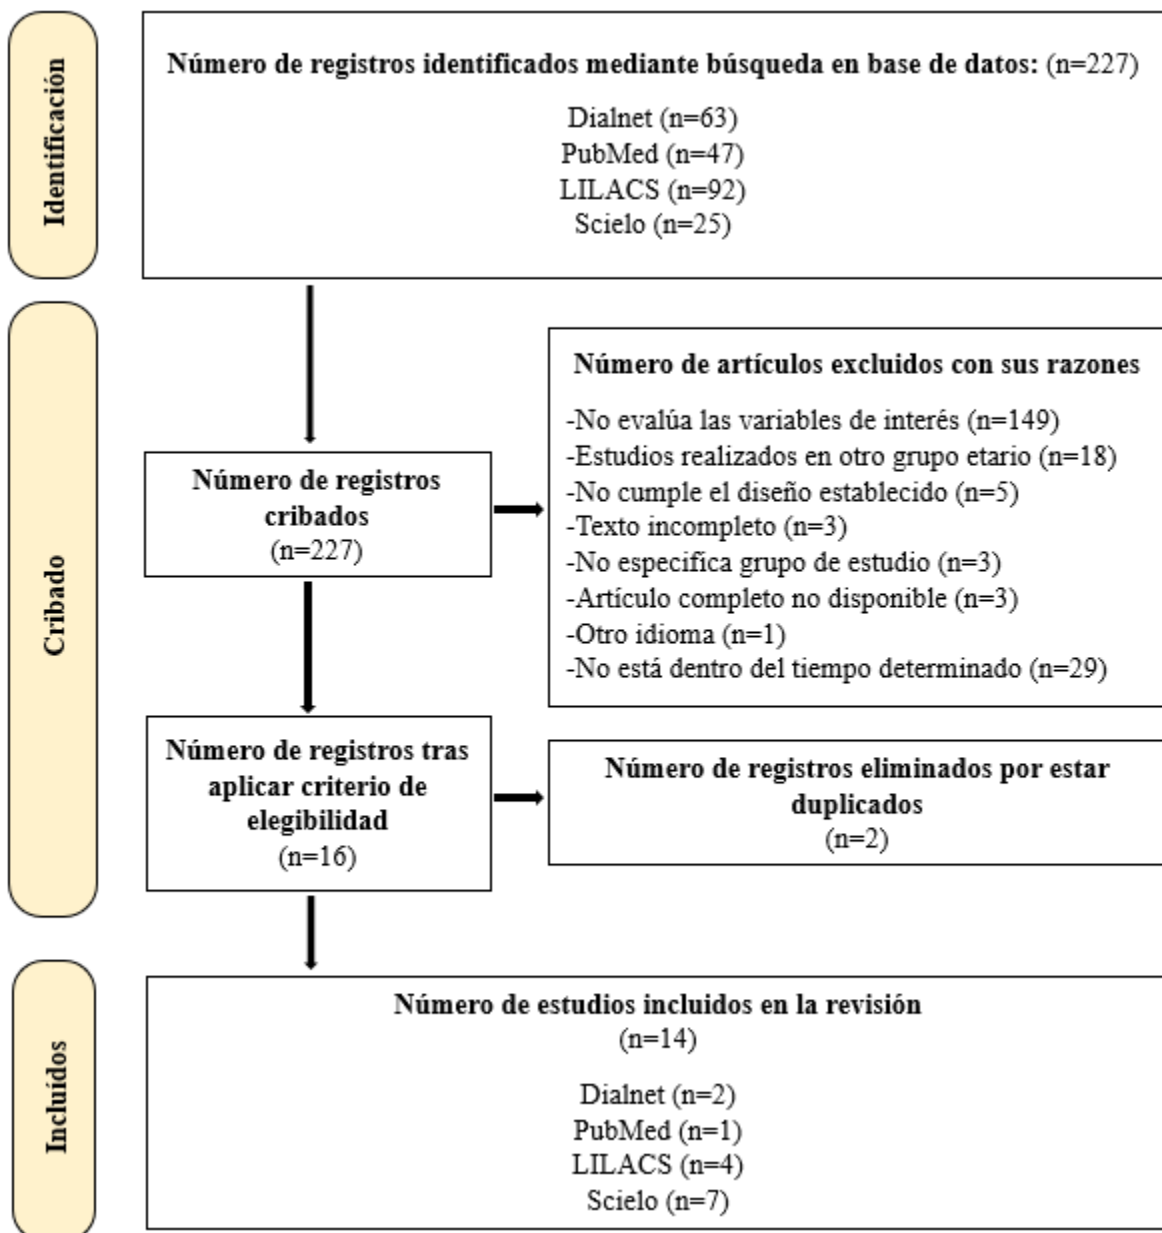 Identificación
Número de registros identificados mediante búsqueda en base de datos: (n=227)
Dialnet (n=63)
PubMed (n=47)
LILACS (n=92)
Scielo (n=25)
Cribado
Número de registros
cribados
(n=227)
Número de artículos excluidos con sus razones
-No evalúa las variables de interés (n=149)
-Estudios realizados en otro grupo etario (n=18)
-No cumple el diseño establecido (n=5)
-Texto incompleto (n=3)
-No especifíca grupo de estudio (n=3)
-Artículo completo no disponible (n=3)
-Otro idioma (n=1)
-No está dentro del tiempo determinado (n=29)
Número de registros tras
aplicar criterio de
elegibilidad
(n=16)
Número de registros eliminados por estar
duplicados
(n=2)
Incluídos
Número de estudios incluidos en la revisión
(n=14)
Dialnet (n=2)
PubMed (n=1)
LILACS (n=4)
Scielo (n=7)